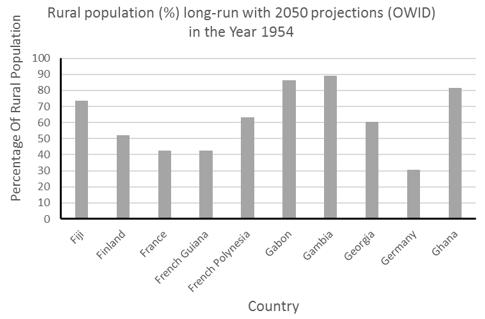 Rural population (%) long-run with 2050 projections (OWID)
in the Year 1954
Percentage Of Rural Population
100
90
80
70
60
50
40
30
20
10
0
Fiji
Finland
France
French Guiana
French Polynesia
Gabon
Gambia
Georgia
Germany
Ghana
Country